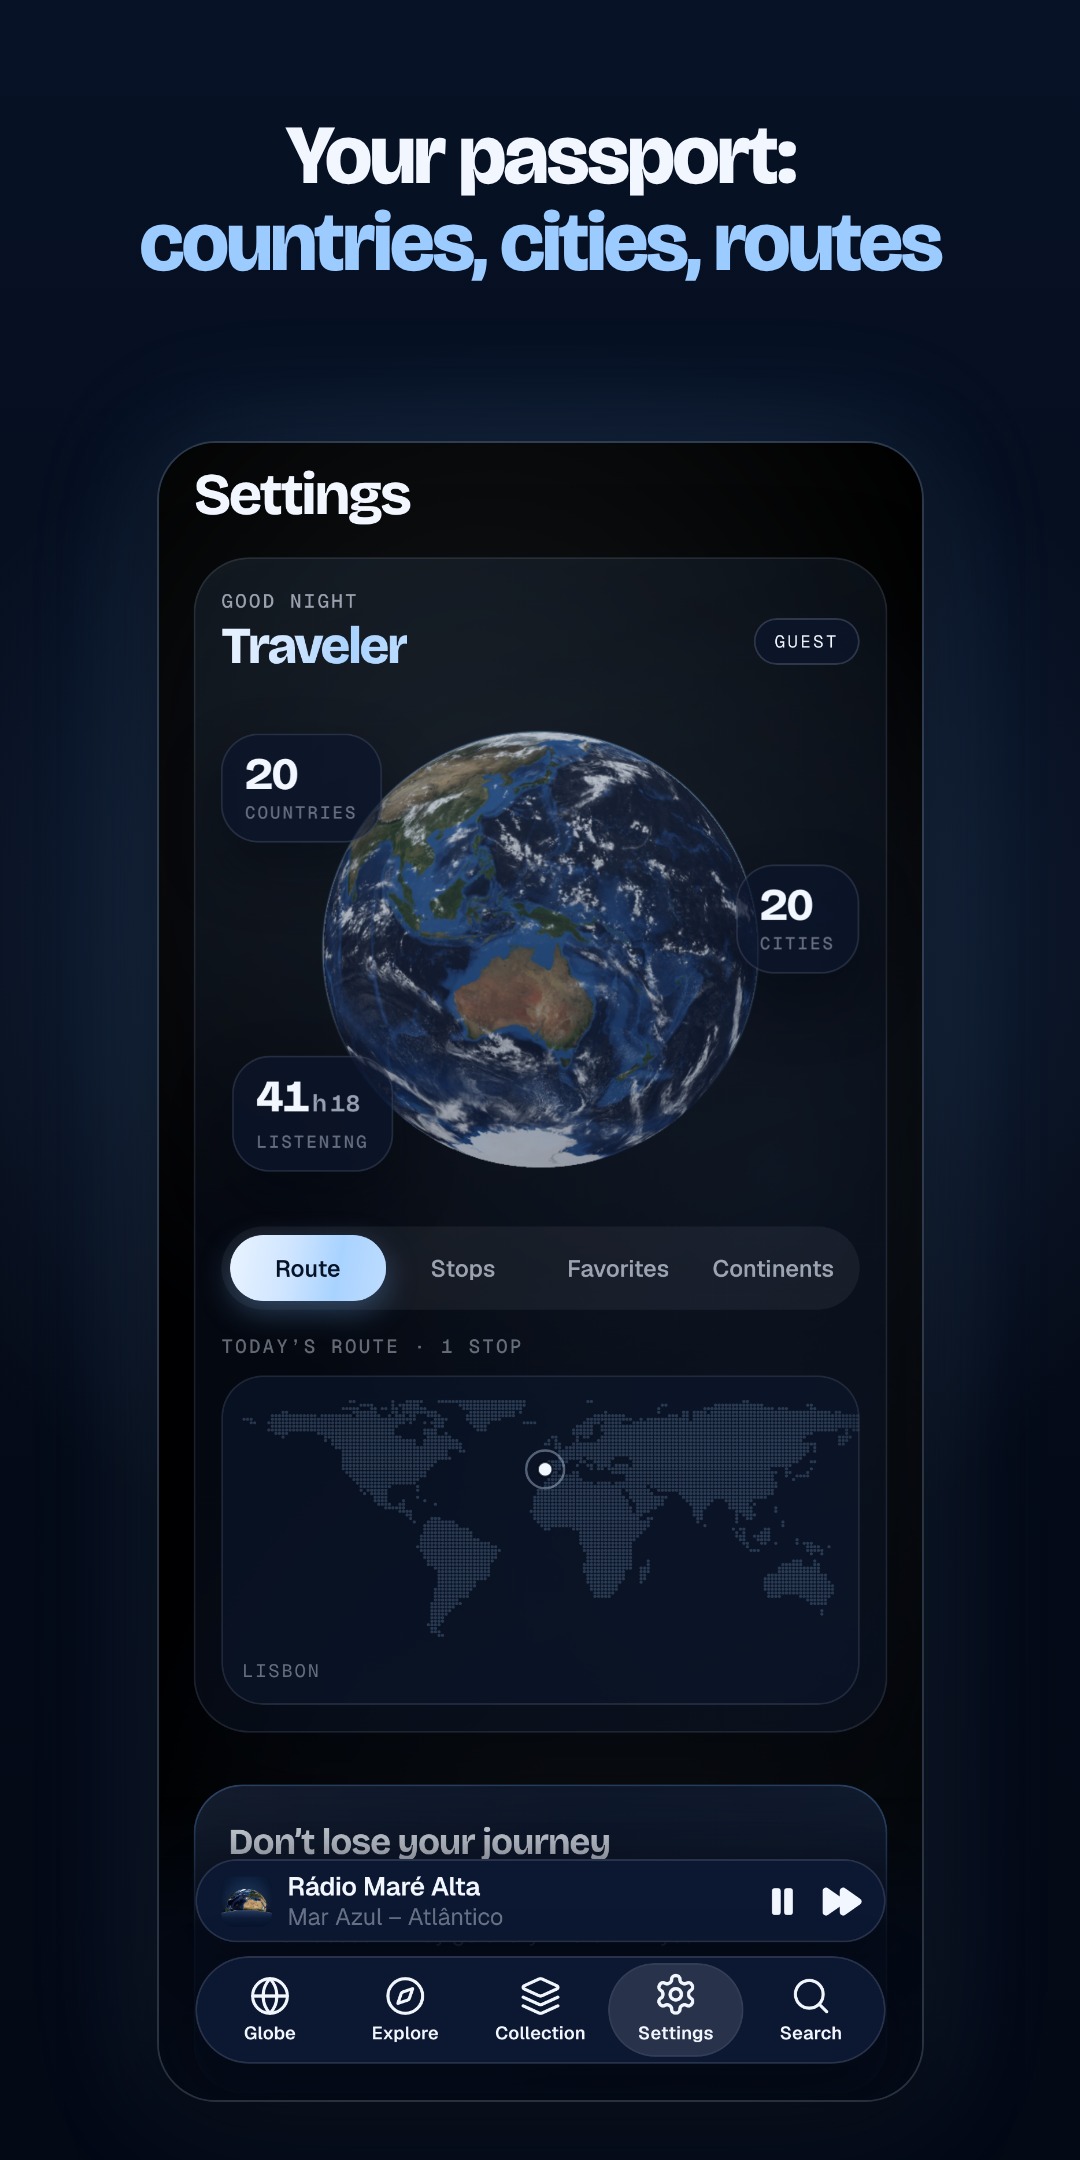 Your passport:
countries, cities, routes
Settings
GOOD NIGHT
Traveler
GUEST
20
COUNTRIES
20
CITIES
41h18
LISTENING
Route Stops Favorites Continents
TODAY'S ROUTE · 1 STOP
LISBON
Don't lose your journey
Rádio Maré Alta
Mar Azul – Atlântico
Globe Explore Collection Settings Search